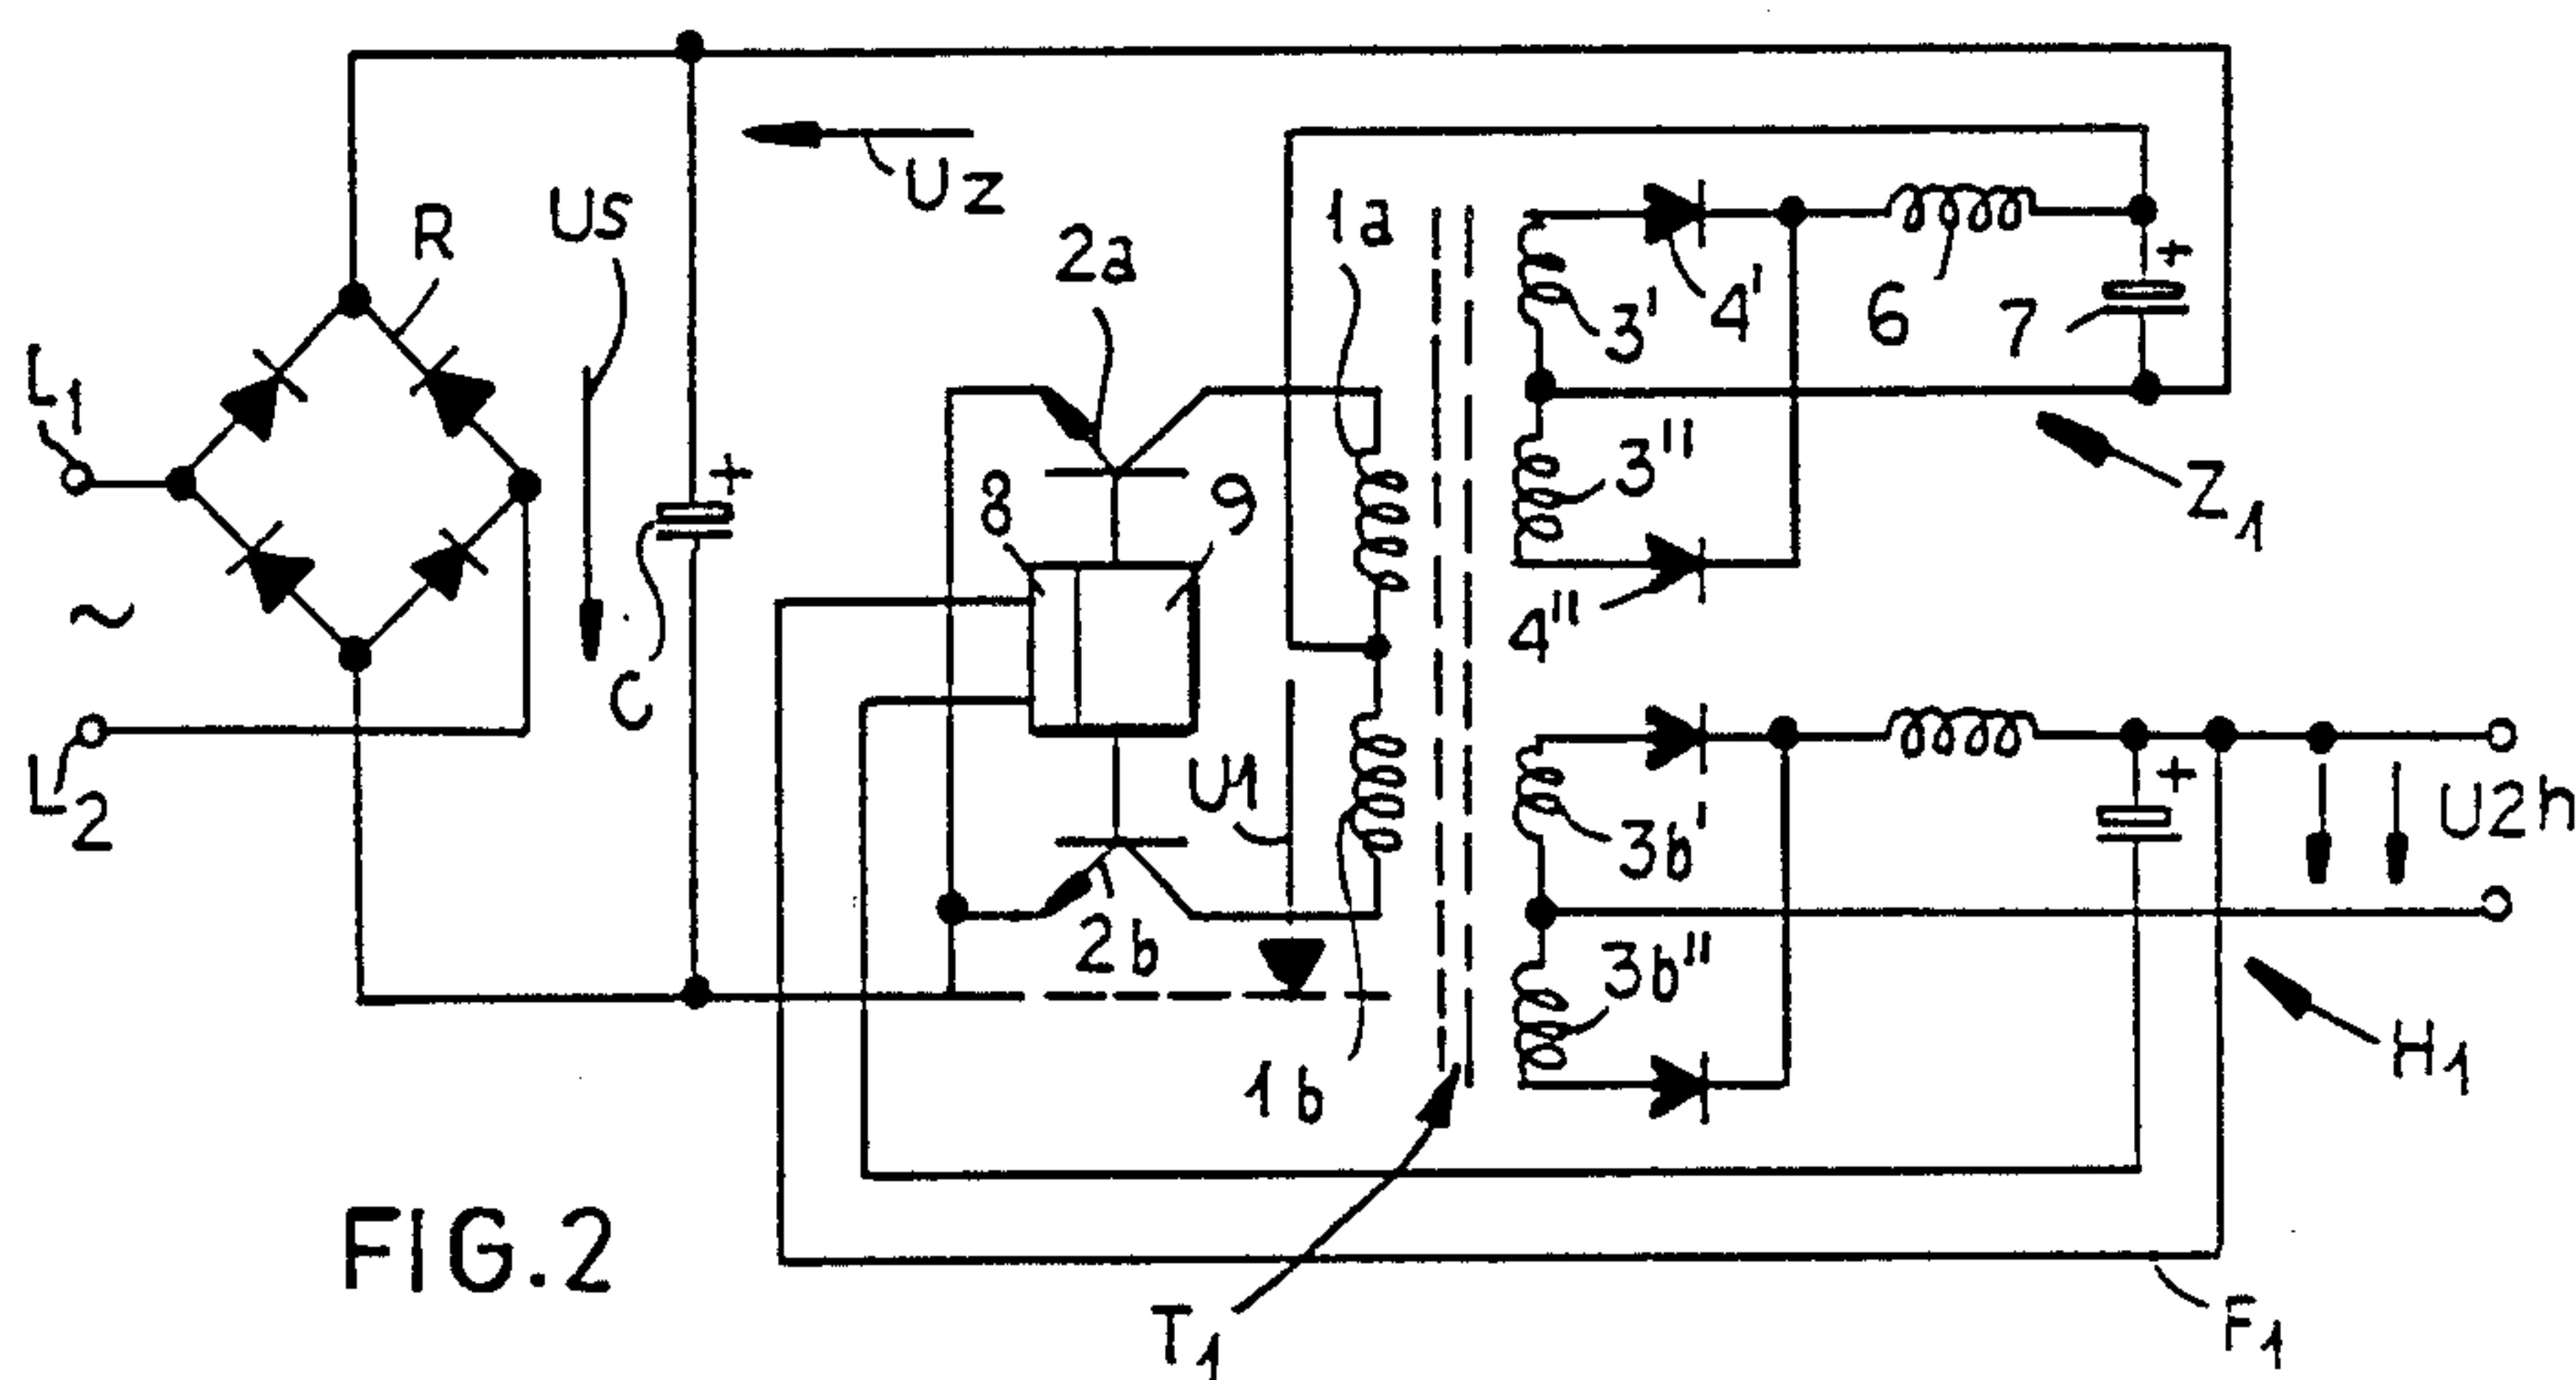 Uz
Us
R
2a
1a
4'
3'
6
7
+
L1
+
8
9
3"
Z1
4"
~
C
L2
U1
3b'
+
U2h
2b
3b"
1b
H1
FIG.2
T1
F1